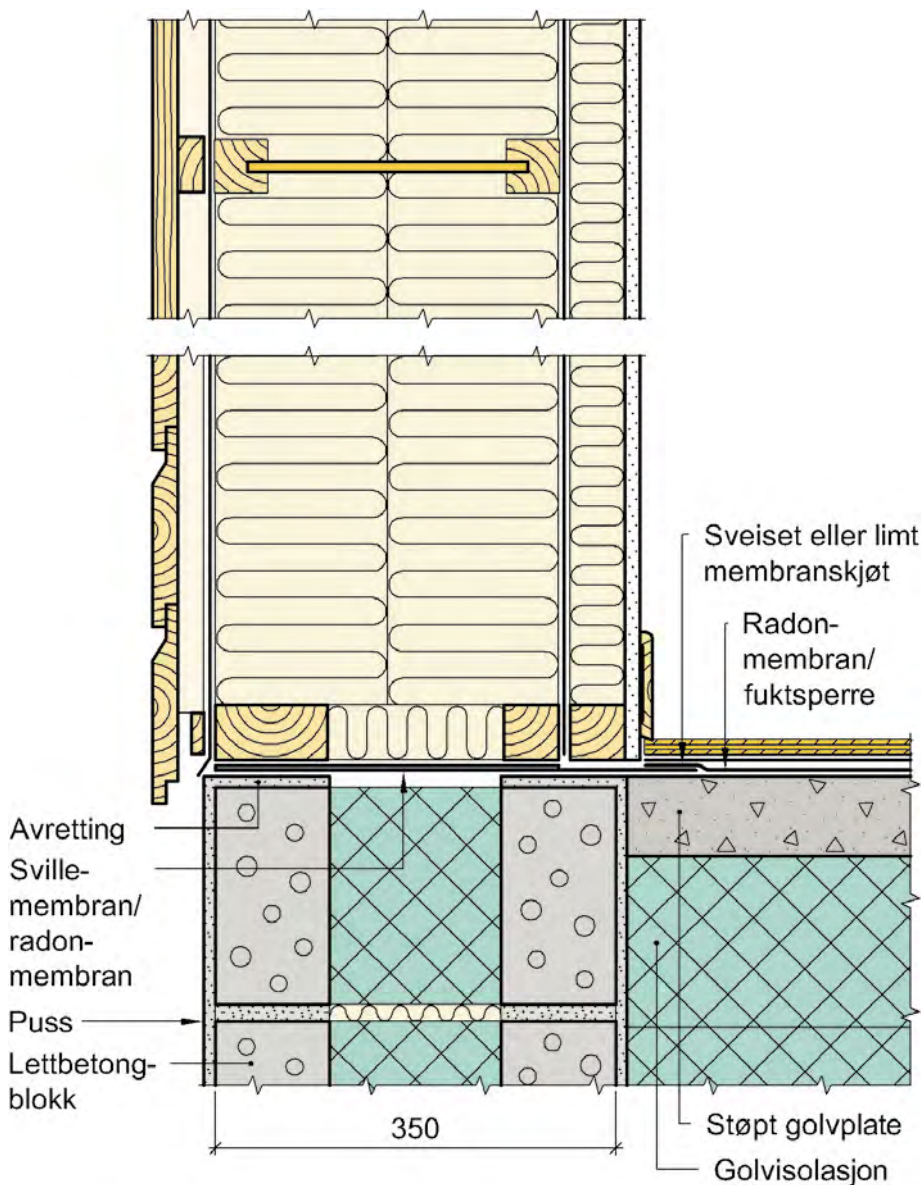 Sveiset eller limt
membranskjøt
Radon-
membran/
fuktsperre
Avretting
Sville-
membran/
radon-
membran
Puss
Lettbetong-
blokk
350
Støpt golvplate
Golvisolasjon